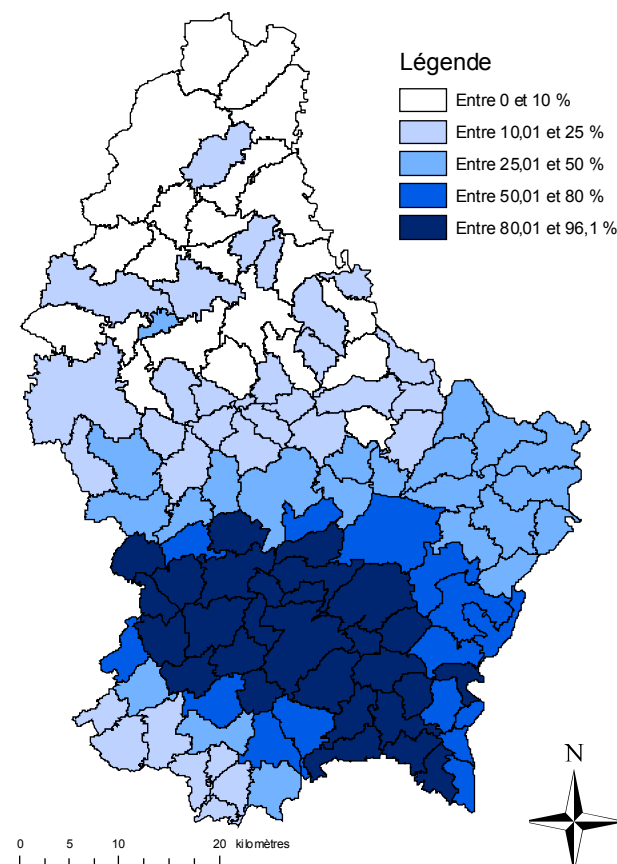 Légende
Entre 0 et 10 %
Entre 10,01 et 25 %
Entre 25,01 et 50 %
Entre 50,01 et 80 %
Entre 80,01 et 96,1 %
N
0 5 10 20 kilomètres